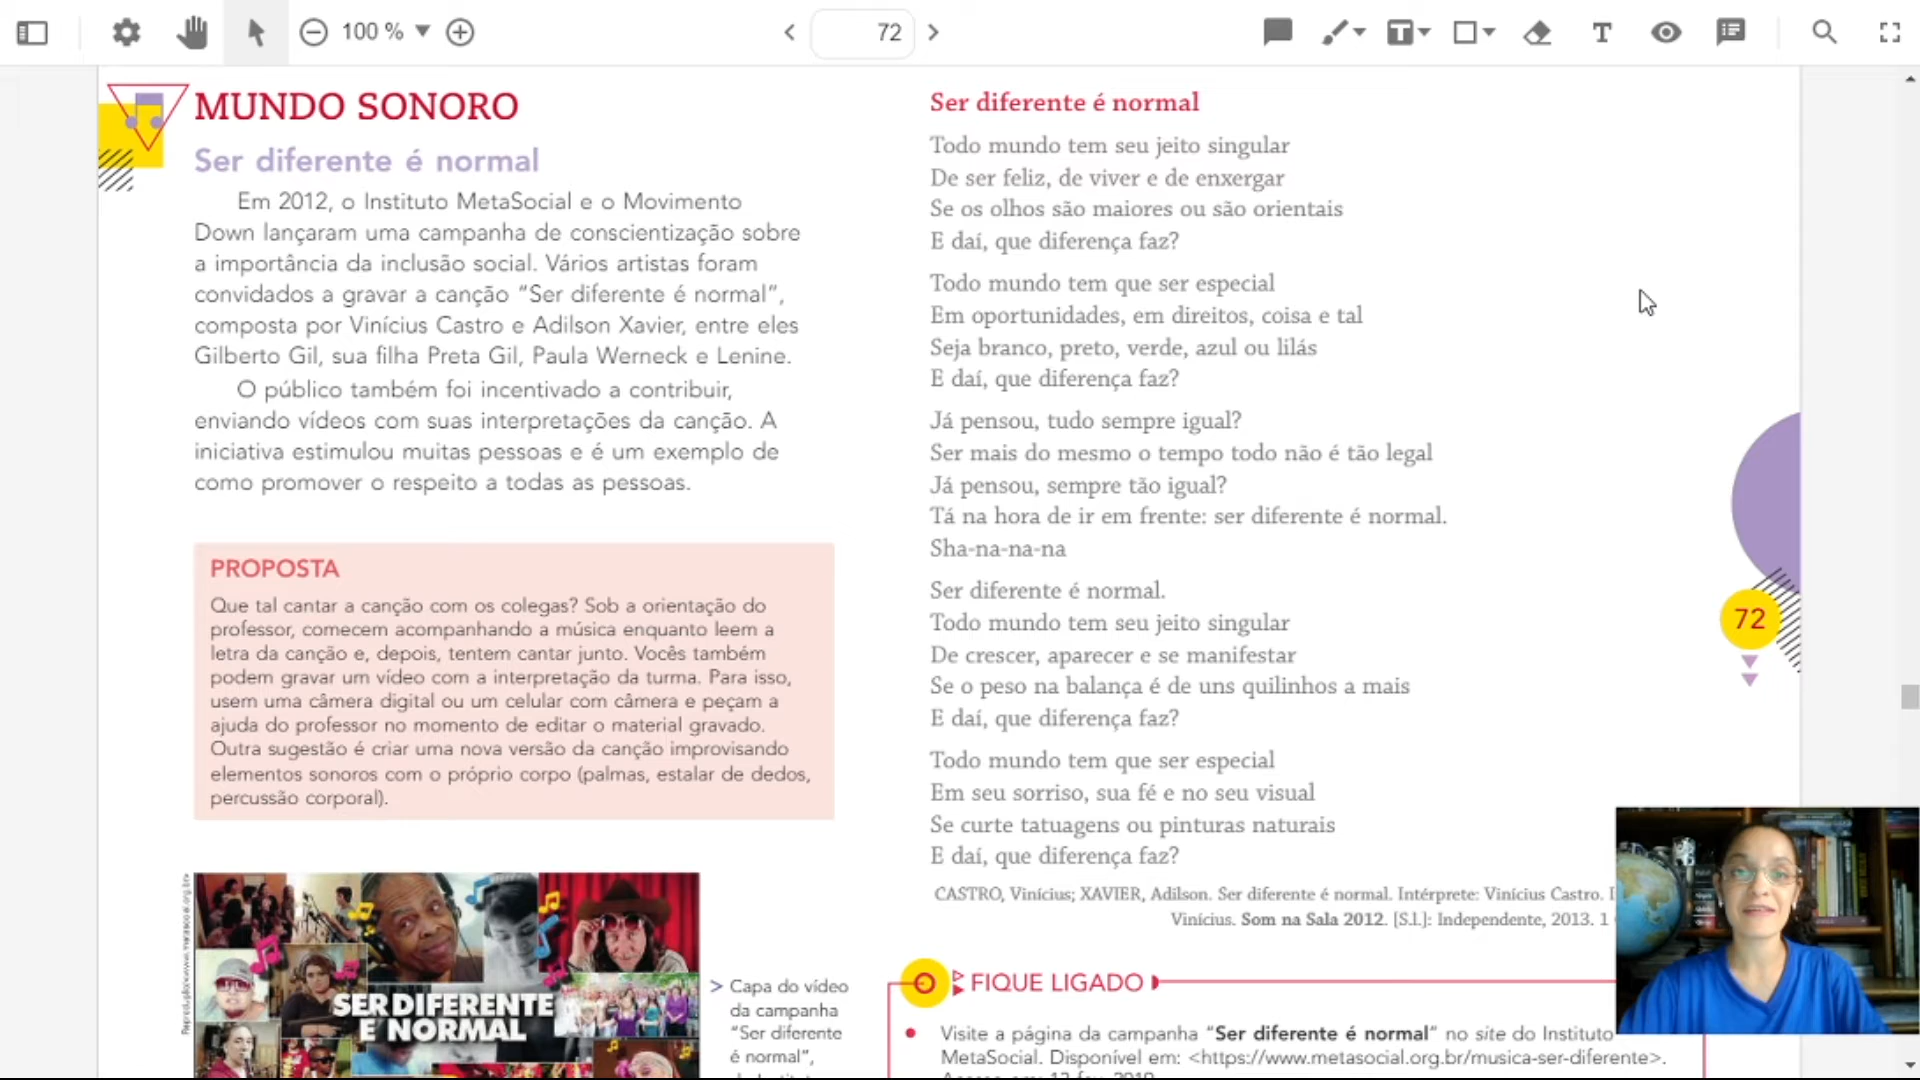 100 %
72
MUNDO SONORO
Ser diferente é normal
Em 2012, o Instituto MetaSocial e o Movimento
Down lançaram uma campanha de conscientização sobre
a importância da inclusão social. Vários artistas foram
convidados a gravar a canção “Ser diferente é normal”,
composta por Vinícius Castro e Adilson Xavier, entre eles
Gilberto Gil, sua filha Preta Gil, Paula Werneck e Lenine.
O público também foi incentivado a contribuir,
enviando vídeos com suas interpretações da canção. A
iniciativa estimulou muitas pessoas e é um exemplo de
como promover o respeito a todas as pessoas.
PROPOSTA
Que tal cantar a canção com os colegas? Sob a orientação do
professor, comecem acompanhando a música enquanto leem a
letra da canção e, depois, tentem cantar junto. Vocês também
podem gravar um vídeo com a interpretação da turma. Para isso,
usem uma câmera digital ou um celular com câmera e peçam a
ajuda do professor no momento de editar o material gravado.
Outra sugestão é criar uma nova versão da canção improvisando
elementos sonoros com o próprio corpo (palmas, estalar de dedos,
percussão corporal).
SER DIFERENTE
É NORMAL
> Capa do vídeo
da campanha
“Ser diferente
é normal”,
Ser diferente é normal
Todo mundo tem seu jeito singular
De ser feliz, de viver e de enxergar
Se os olhos são maiores ou são orientais
E daí, que diferença faz?
Todo mundo tem que ser especial
Em oportunidades, em direitos, coisa e tal
Seja branco, preto, verde, azul ou lilás
E daí, que diferença faz?
Já pensou, tudo sempre igual?
Ser mais do mesmo o tempo todo não é tão legal
Já pensou, sempre tão igual?
Tá na hora de ir em frente: ser diferente é normal.
Sha-na-na-na
Ser diferente é normal.
Todo mundo tem seu jeito singular
De crescer, aparecer e se manifestar
Se o peso na balança é de uns quilinhos a mais
E daí, que diferença faz?
Todo mundo tem que ser especial
Em seu sorriso, sua fé e no seu visual
Se curte tatuagens ou pinturas naturais
E daí, que diferença faz?
CASTRO, Vinícius; XAVIER, Adilson. Ser diferente é normal. Intérprete: Vinícius Castro.
Vinícius. Som na Sala 2012. [S.l.]: Independente, 2013. 1
72
FIQUE LIGADO
Visite a página da campanha “Ser diferente é normal” no site do Instituto
MetaSocial. Disponível em: <https://www.metasocial.org.br/musica-ser-diferente>.